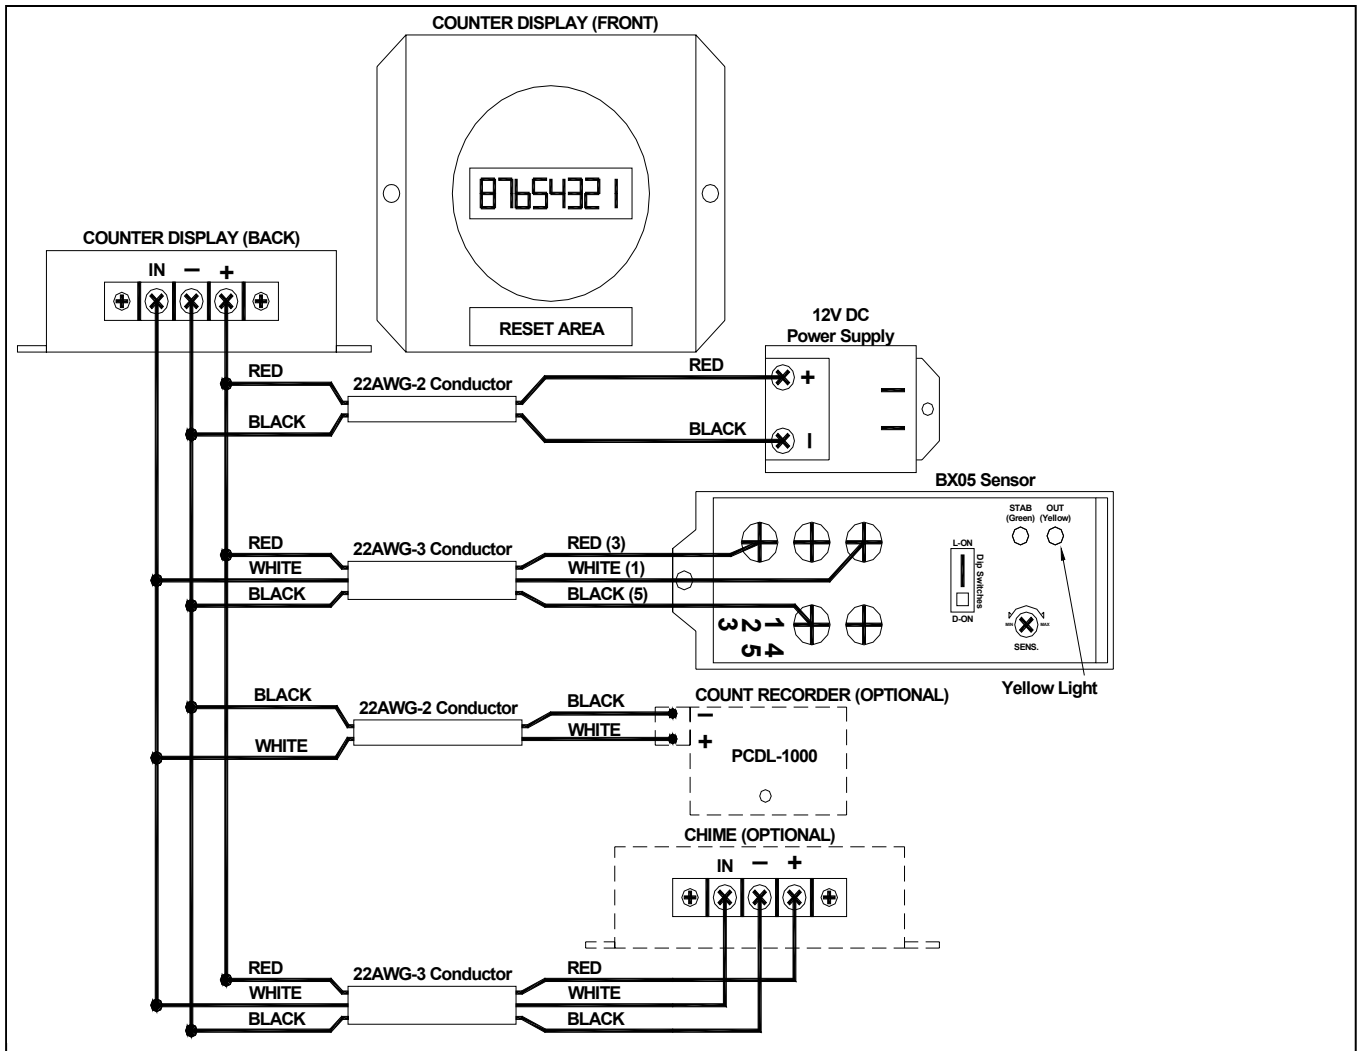 COUNTER DISPLAY (FRONT)
87654321
RESET AREA
COUNTER DISPLAY (BACK)
IN − +
12V DC
Power Supply
RED
22AWG-2 Conductor
RED
+
BLACK
BLACK
−
BX05 Sensor
STAB
(Green)
OUT
(Yellow)
L-ON
Dip Switches
D-ON
MIN
MAX
SENS.
RED
22AWG-3 Conductor
RED (3)
WHITE
WHITE (1)
BLACK
BLACK (5)
3 2 1
5 4
Yellow Light
BLACK
22AWG-2 Conductor
BLACK
WHITE
WHITE
COUNT RECORDER (OPTIONAL)
−
+
PCDL-1000
CHIME (OPTIONAL)
IN − +
RED
22AWG-3 Conductor
RED
WHITE
WHITE
BLACK
BLACK